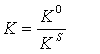 K = K^0 / K^s